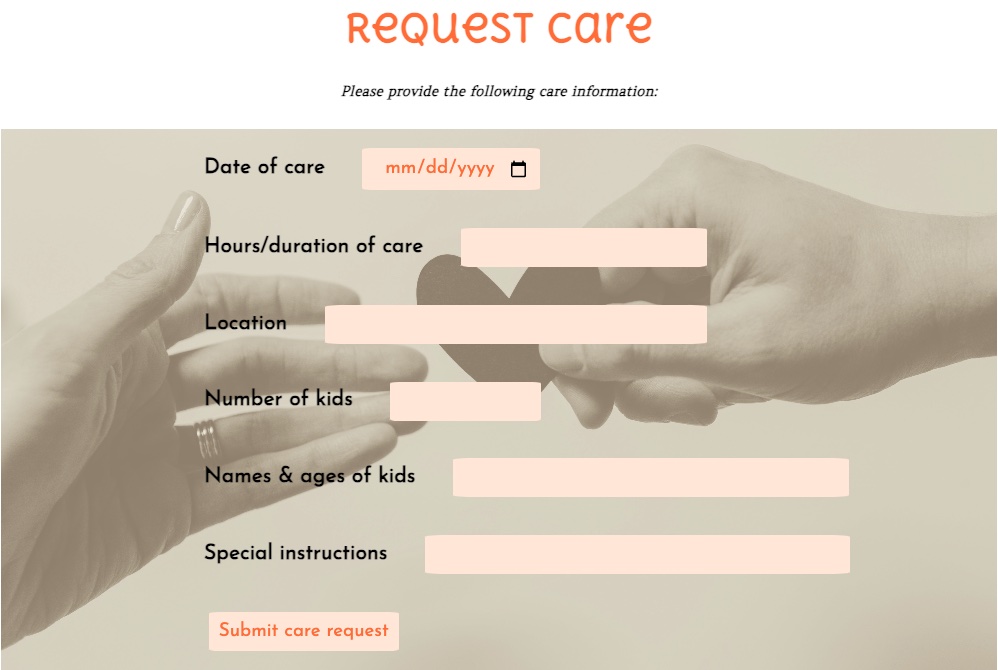 Request Care
Please provide the following care information:
Date of care mm/dd/yyyy
Hours/duration of care
Location
Number of kids
Names & ages of kids
Special instructions
Submit care request